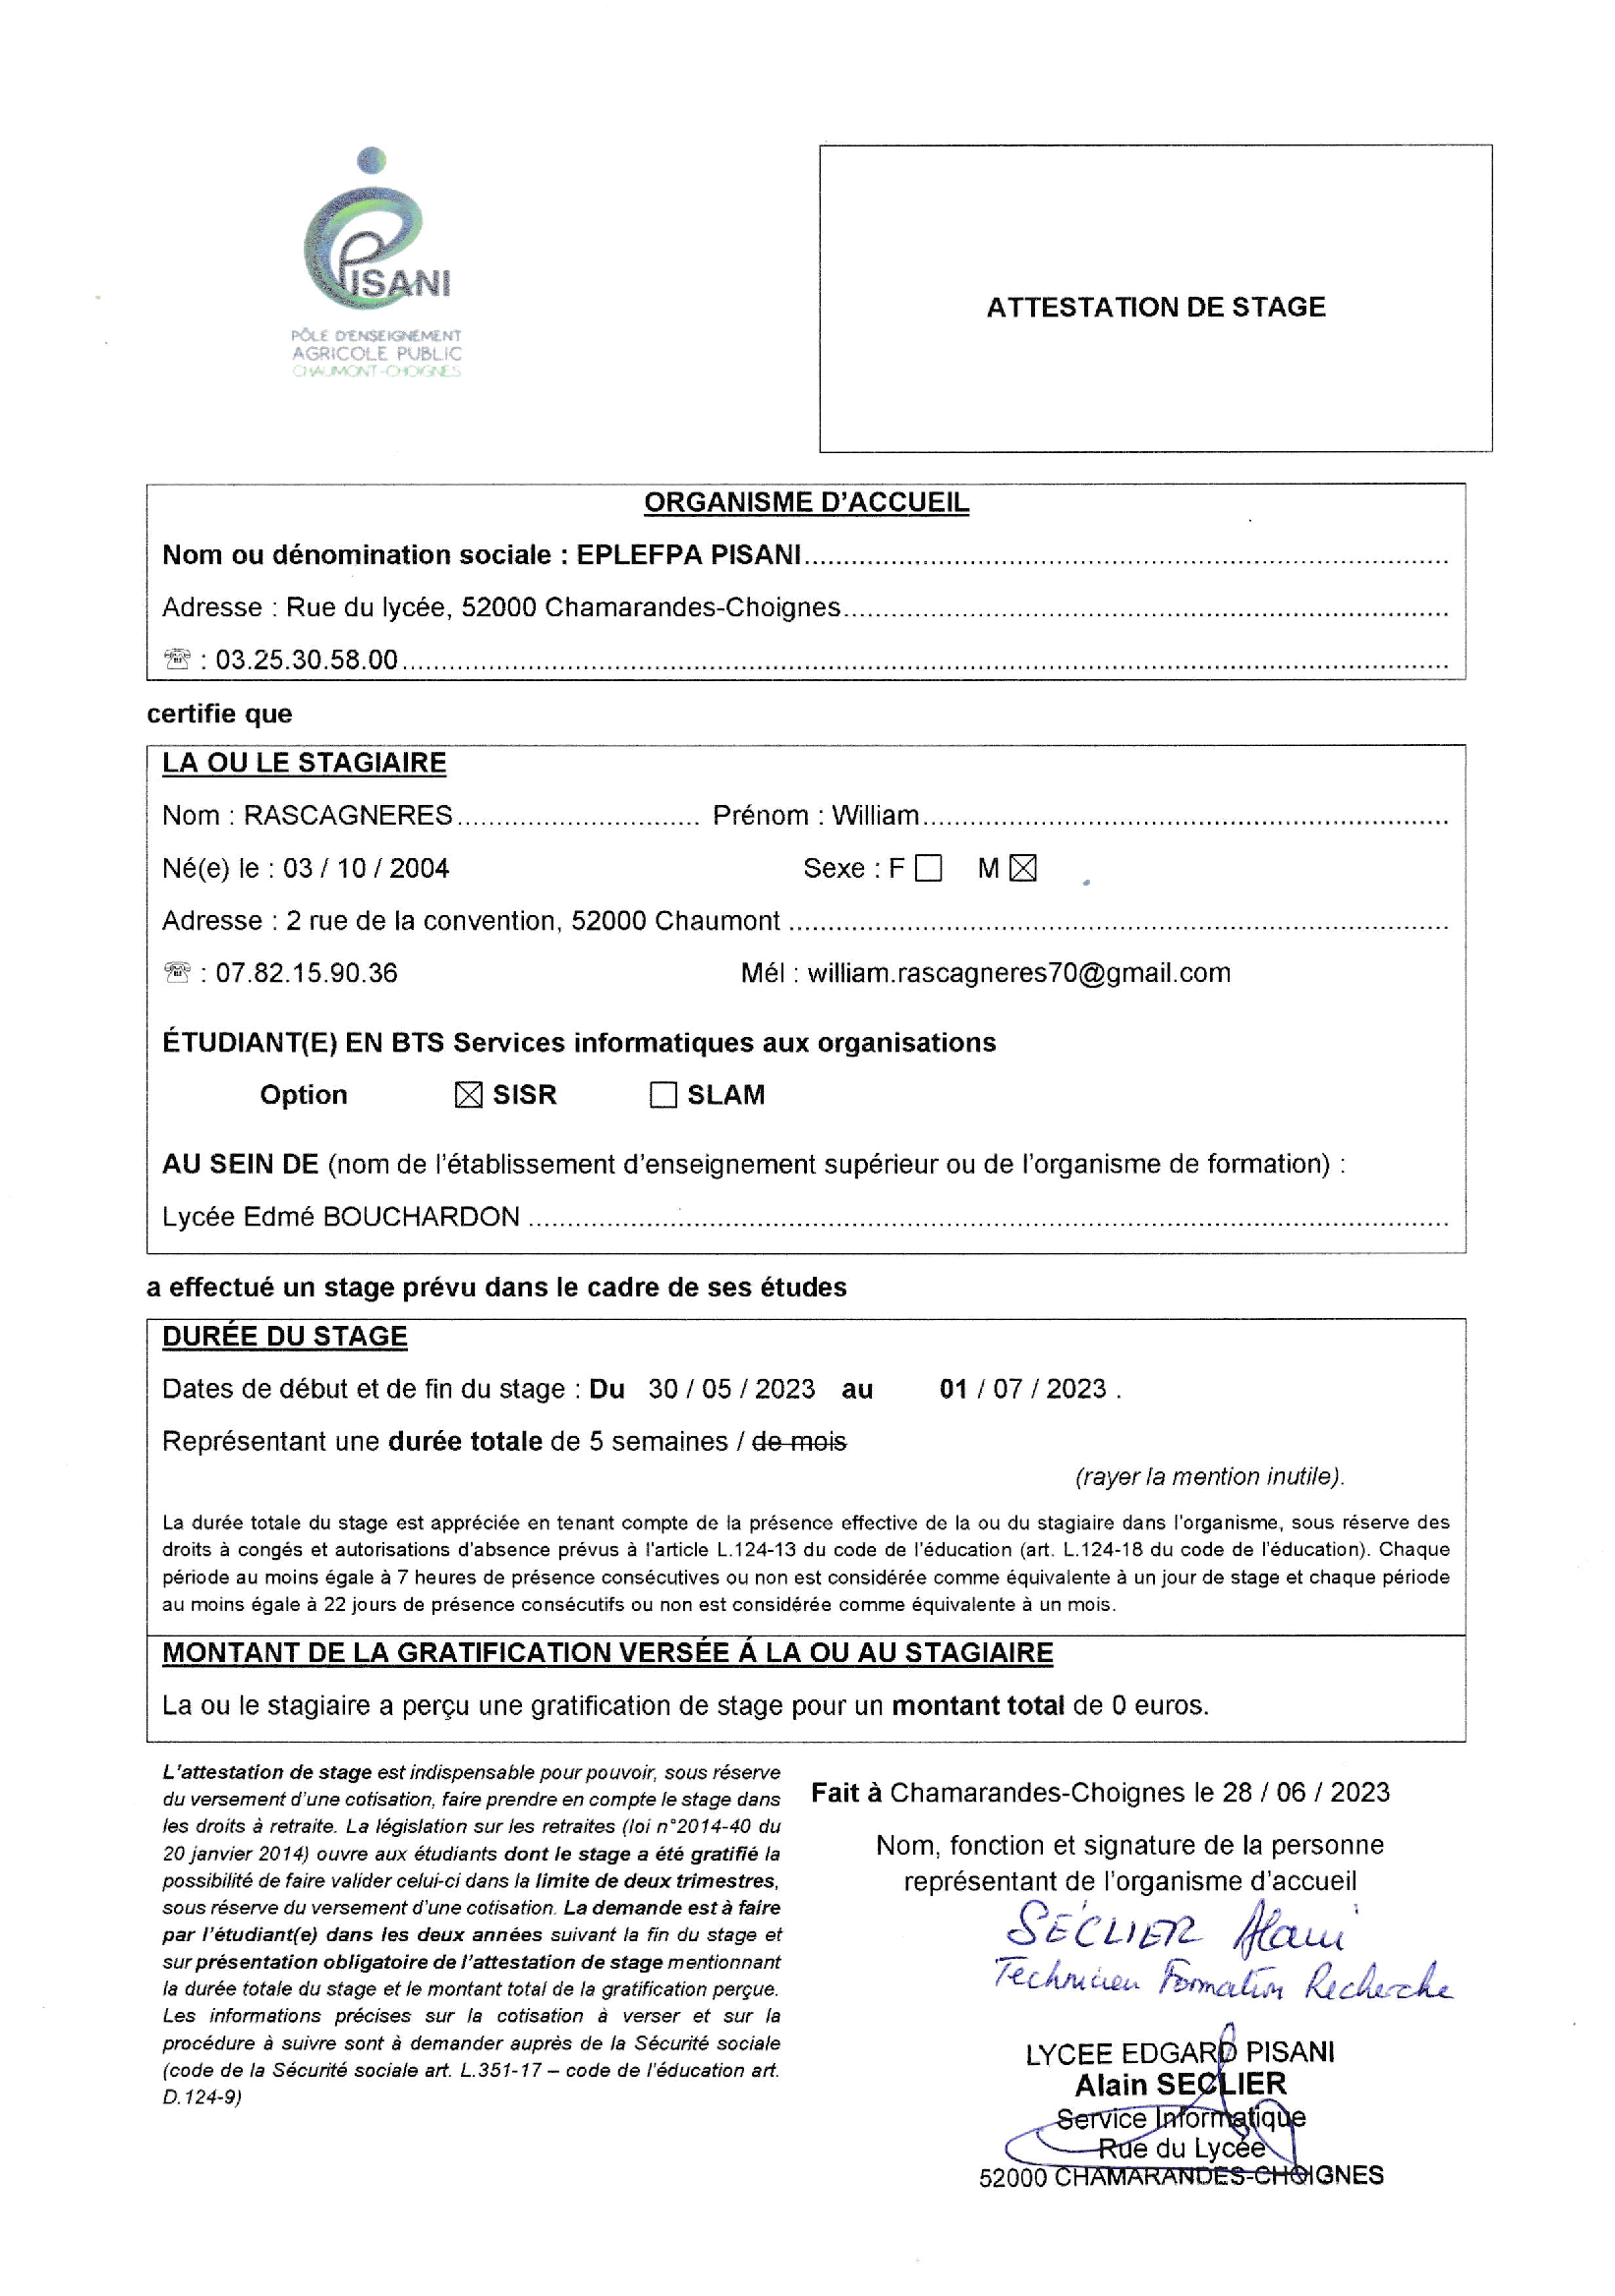 PISANI
PÔLE D'ENSEIGNEMENT
AGRICOLE PUBLIC
CHAUMONT-CHOIGNES
ATTESTATION DE STAGE
ORGANISME D'ACCUEIL
Nom ou dénomination sociale : EPLEFPA PISANI
Adresse : Rue du lycée, 52000 Chamarandes-Choignes
☏ : 03.25.30.58.00
certifie que
LA OU LE STAGIAIRE
Nom : RASCAGNERES Prénom : William
Né(e) le : 03 / 10 / 2004 Sexe : F ☐ M ☒
Adresse : 2 rue de la convention, 52000 Chaumont
☏ : 07.82.15.90.36 Mél : william.rascagneres70@gmail.com
ÉTUDIANT(E) EN BTS Services informatiques aux organisations
Option ☒ SISR ☐ SLAM
AU SEIN DE (nom de l'établissement d'enseignement supérieur ou de l'organisme de formation) :
Lycée Edmé BOUCHARDON
a effectué un stage prévu dans le cadre de ses études
DURÉE DU STAGE
Dates de début et de fin du stage : Du 30 / 05 / 2023 au 01 / 07 / 2023 .
Représentant une durée totale de 5 semaines / de mois
(rayer la mention inutile).
La durée totale du stage est appréciée en tenant compte de la présence effective de la ou du stagiaire dans l'organisme, sous réserve des
droits à congés et autorisations d'absence prévus à l'article L.124-13 du code de l'éducation (art. L.124-18 du code de l'éducation). Chaque
période au moins égale à 7 heures de présence consécutives ou non est considérée comme équivalente à un jour de stage et chaque période
au moins égale à 22 jours de présence consécutifs ou non est considérée comme équivalente à un mois.
MONTANT DE LA GRATIFICATION VERSÉE Á LA OU AU STAGIAIRE
La ou le stagiaire a perçu une gratification de stage pour un montant total de 0 euros.
L'attestation de stage est indispensable pour pouvoir, sous réserve
du versement d'une cotisation, faire prendre en compte le stage dans
les droits à retraite. La législation sur les retraites (loi n°2014-40 du
20 janvier 2014) ouvre aux étudiants dont le stage a été gratifié la
possibilité de faire valider celui-ci dans la limite de deux trimestres,
sous réserve du versement d'une cotisation. La demande est à faire
par l'étudiant(e) dans les deux années suivant la fin du stage et
sur présentation obligatoire de l'attestation de stage mentionnant
la durée totale du stage et le montant total de la gratification perçue.
Les informations précises sur la cotisation à verser et sur la
procédure à suivre sont à demander auprès de la Sécurité sociale
(code de la Sécurité sociale art. L.351-17 – code de l'éducation art.
D.124-9)
Fait à Chamarandes-Choignes le 28 / 06 / 2023
Nom, fonction et signature de la personne
représentant de l'organisme d'accueil
SÉCLIER Alain
Technicien Formation Recherche
LYCEE EDGARD PISANI
Alain SECLIER
Service Informatique
Rue du Lycée
52000 CHAMARANDES-CHOIGNES